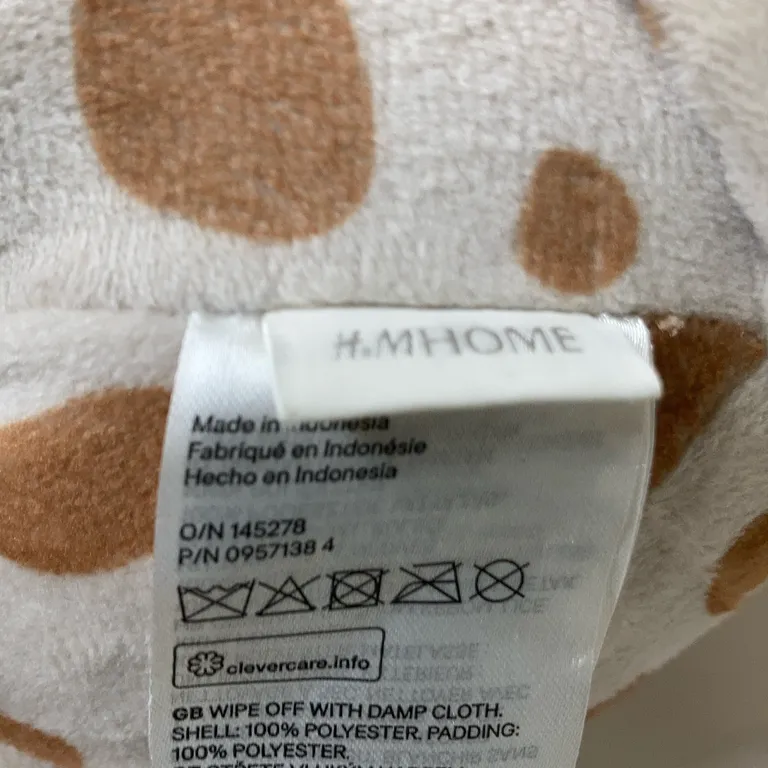 H&MHOME
Made in Indonesia
Fabriqué en Indonésie
Hecho en Indonesia
O/N 145278
P/N 0957138 4
clevercare.info
GB WIPE OFF WITH DAMP CLOTH.
SHELL: 100% POLYESTER. PADDING:
100% POLYESTER.